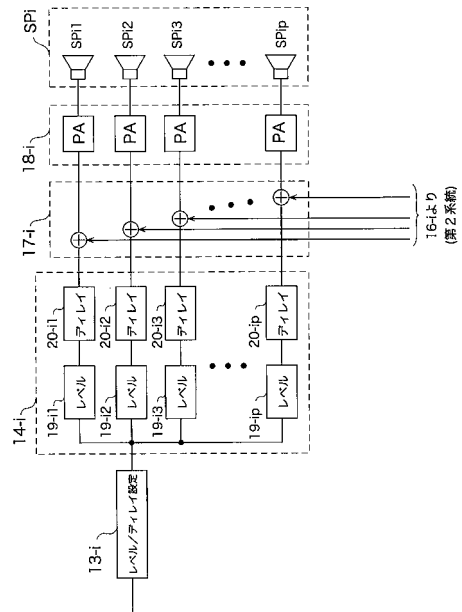 SPi
SPi1
SPi2
SPi3
SPip
18-i
PA
PA
PA
PA
17-i
16-iより
(第2系統)
14-i
20-i1
ディレイ
20-i2
ディレイ
20-i3
ディレイ
20-ip
ディレイ
19-i1
レベル
19-i2
レベル
19-i3
レベル
19-ip
レベル
13-i
レベル/ディレイ設定